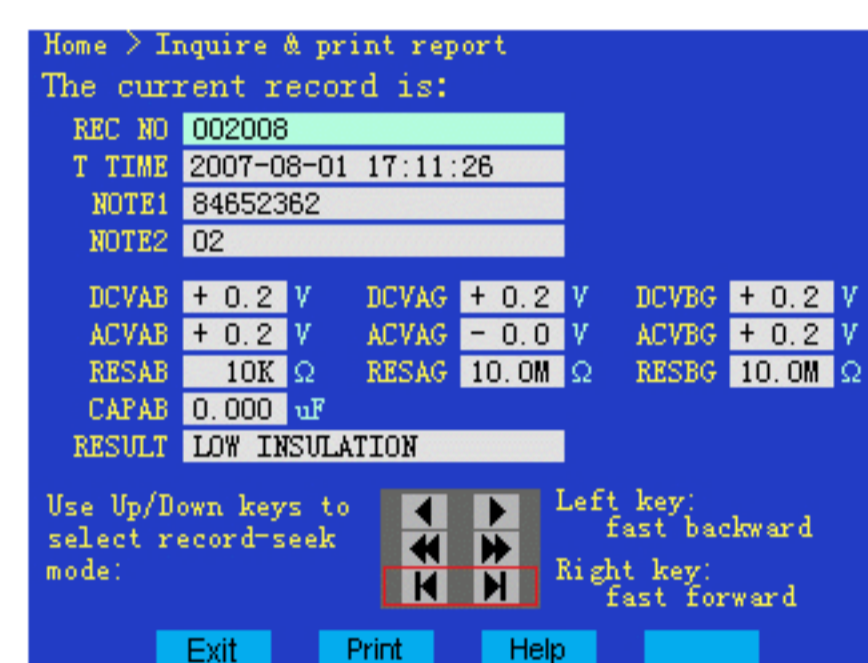 Home > Inquire & print report
The current record is:
REC NO 002008
T TIME 2007-08-01 17:11:26
NOTE1 84652362
NOTE2 02
DCVAB + 0.2 V DCVAG + 0.2 V DCVBG + 0.2 V
ACVAB + 0.2 V ACVAG - 0.0 V ACVBG + 0.2 V
RESAB 10K Ω RESAG 10.0M Ω RESBG 10.0M Ω
CAPAB 0.000 uF
RESULT LOW INSULATION
Use Up/Down keys to
select record-seek
mode:
Left key:
fast backward
Right key:
fast forward
Exit Print Help